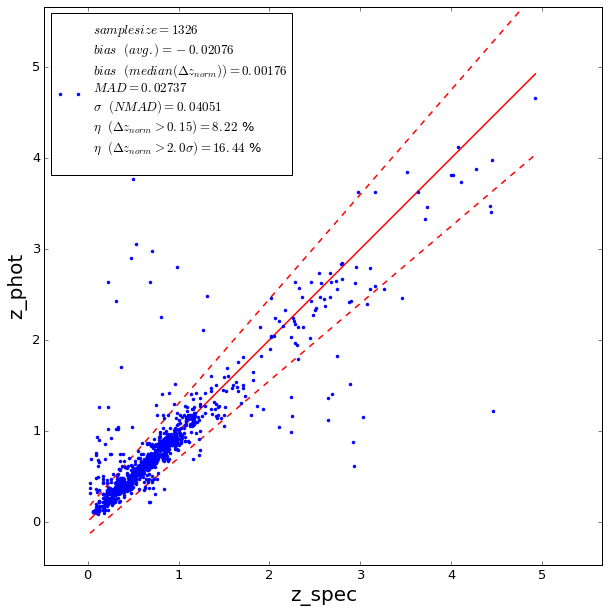 samplesize = 1326
bias (avg.) = −0.02076
bias (median(Δz_norm)) = 0.00176
MAD = 0.02737
σ (NMAD) = 0.04051
η (Δz_norm > 0.15) = 8.22 %
η (Δz_norm > 2.0σ) = 16.44 %
5
4
3
2
1
0
z_phot
0 1 2 3 4 5
z_spec